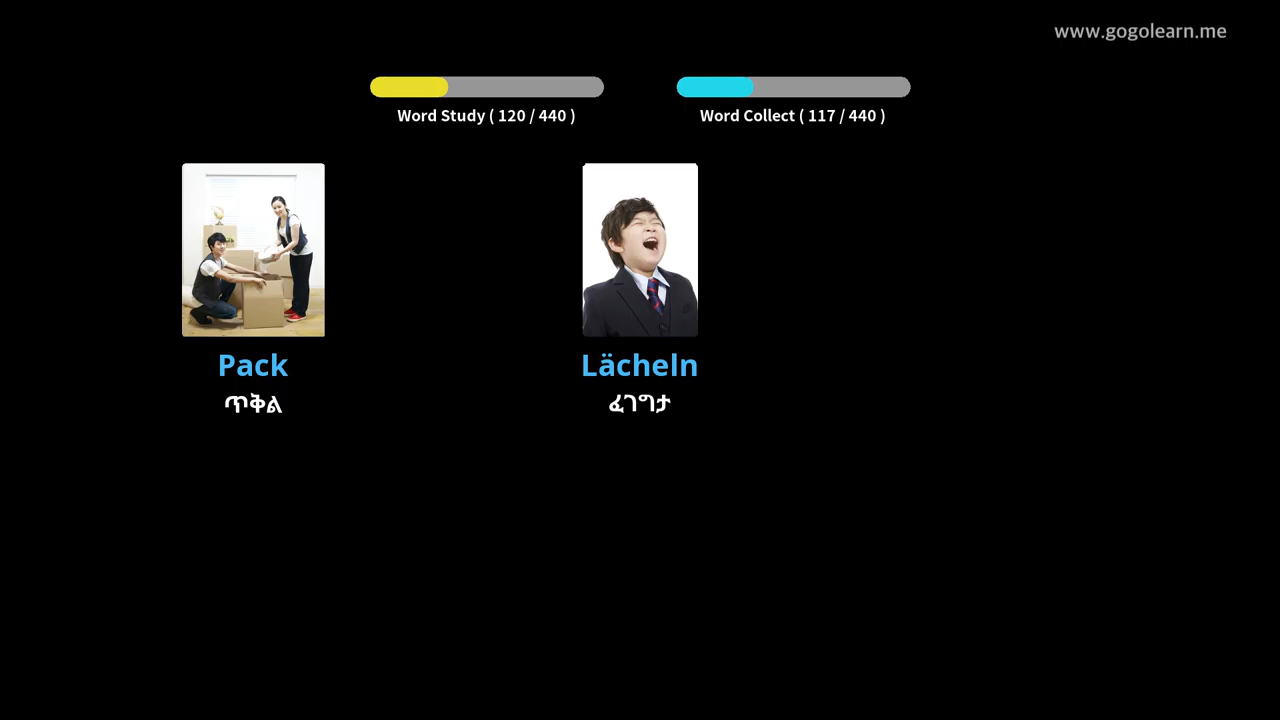 www.gogolearn.me
Word Study ( 120 / 440 )
Word Collect ( 117 / 440 )
Pack
ጥቅል
Lächeln
ፈገግታ